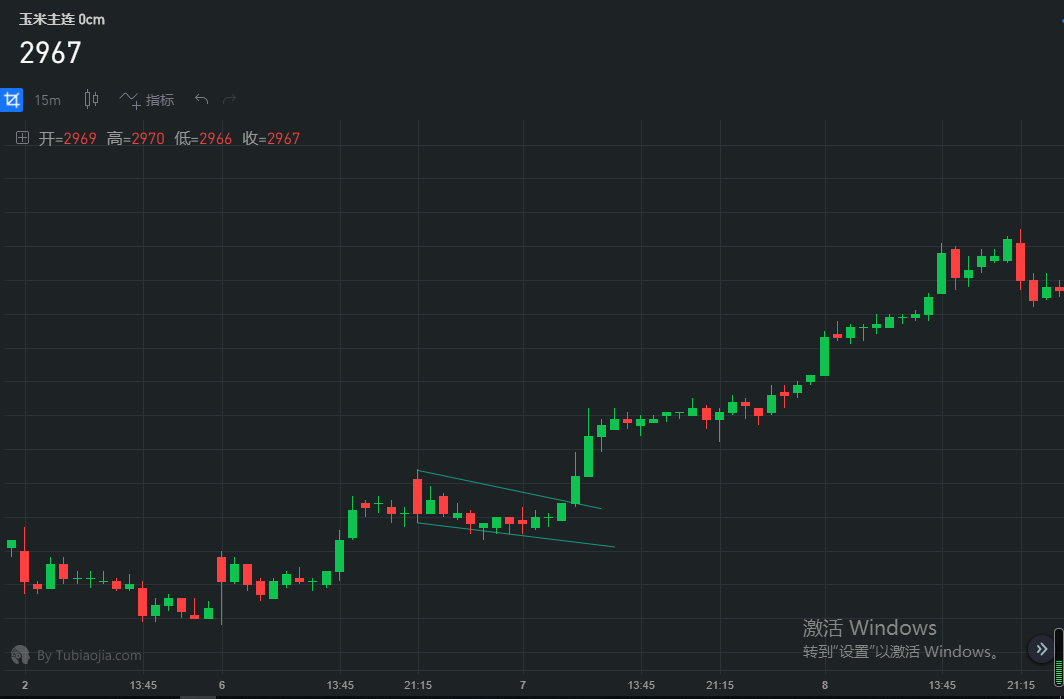 玉米主连 0cm
2967
15m 指标
开=2969 高=2970 低=2966 收=2967
激活 Windows
转到“设置”以激活 Windows。
By Tubiaojia.com
2 13:45 6 13:45 21:15 7 13:45 21:15 8 13:45 21:15